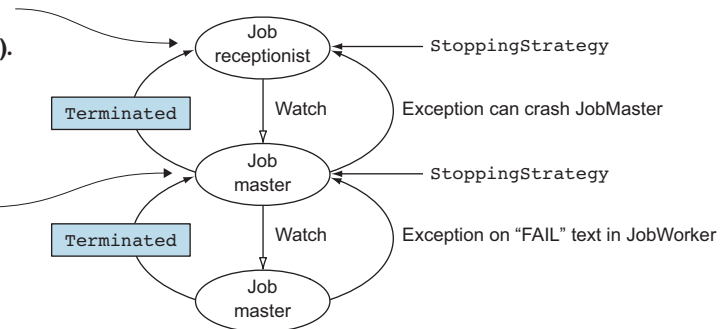 ).
Job
receptionist
StoppingStrategy
Terminated
Watch
Exception can crash JobMaster
Job
master
StoppingStrategy
Terminated
Watch
Exception on “FAIL” text in JobWorker
Job
master